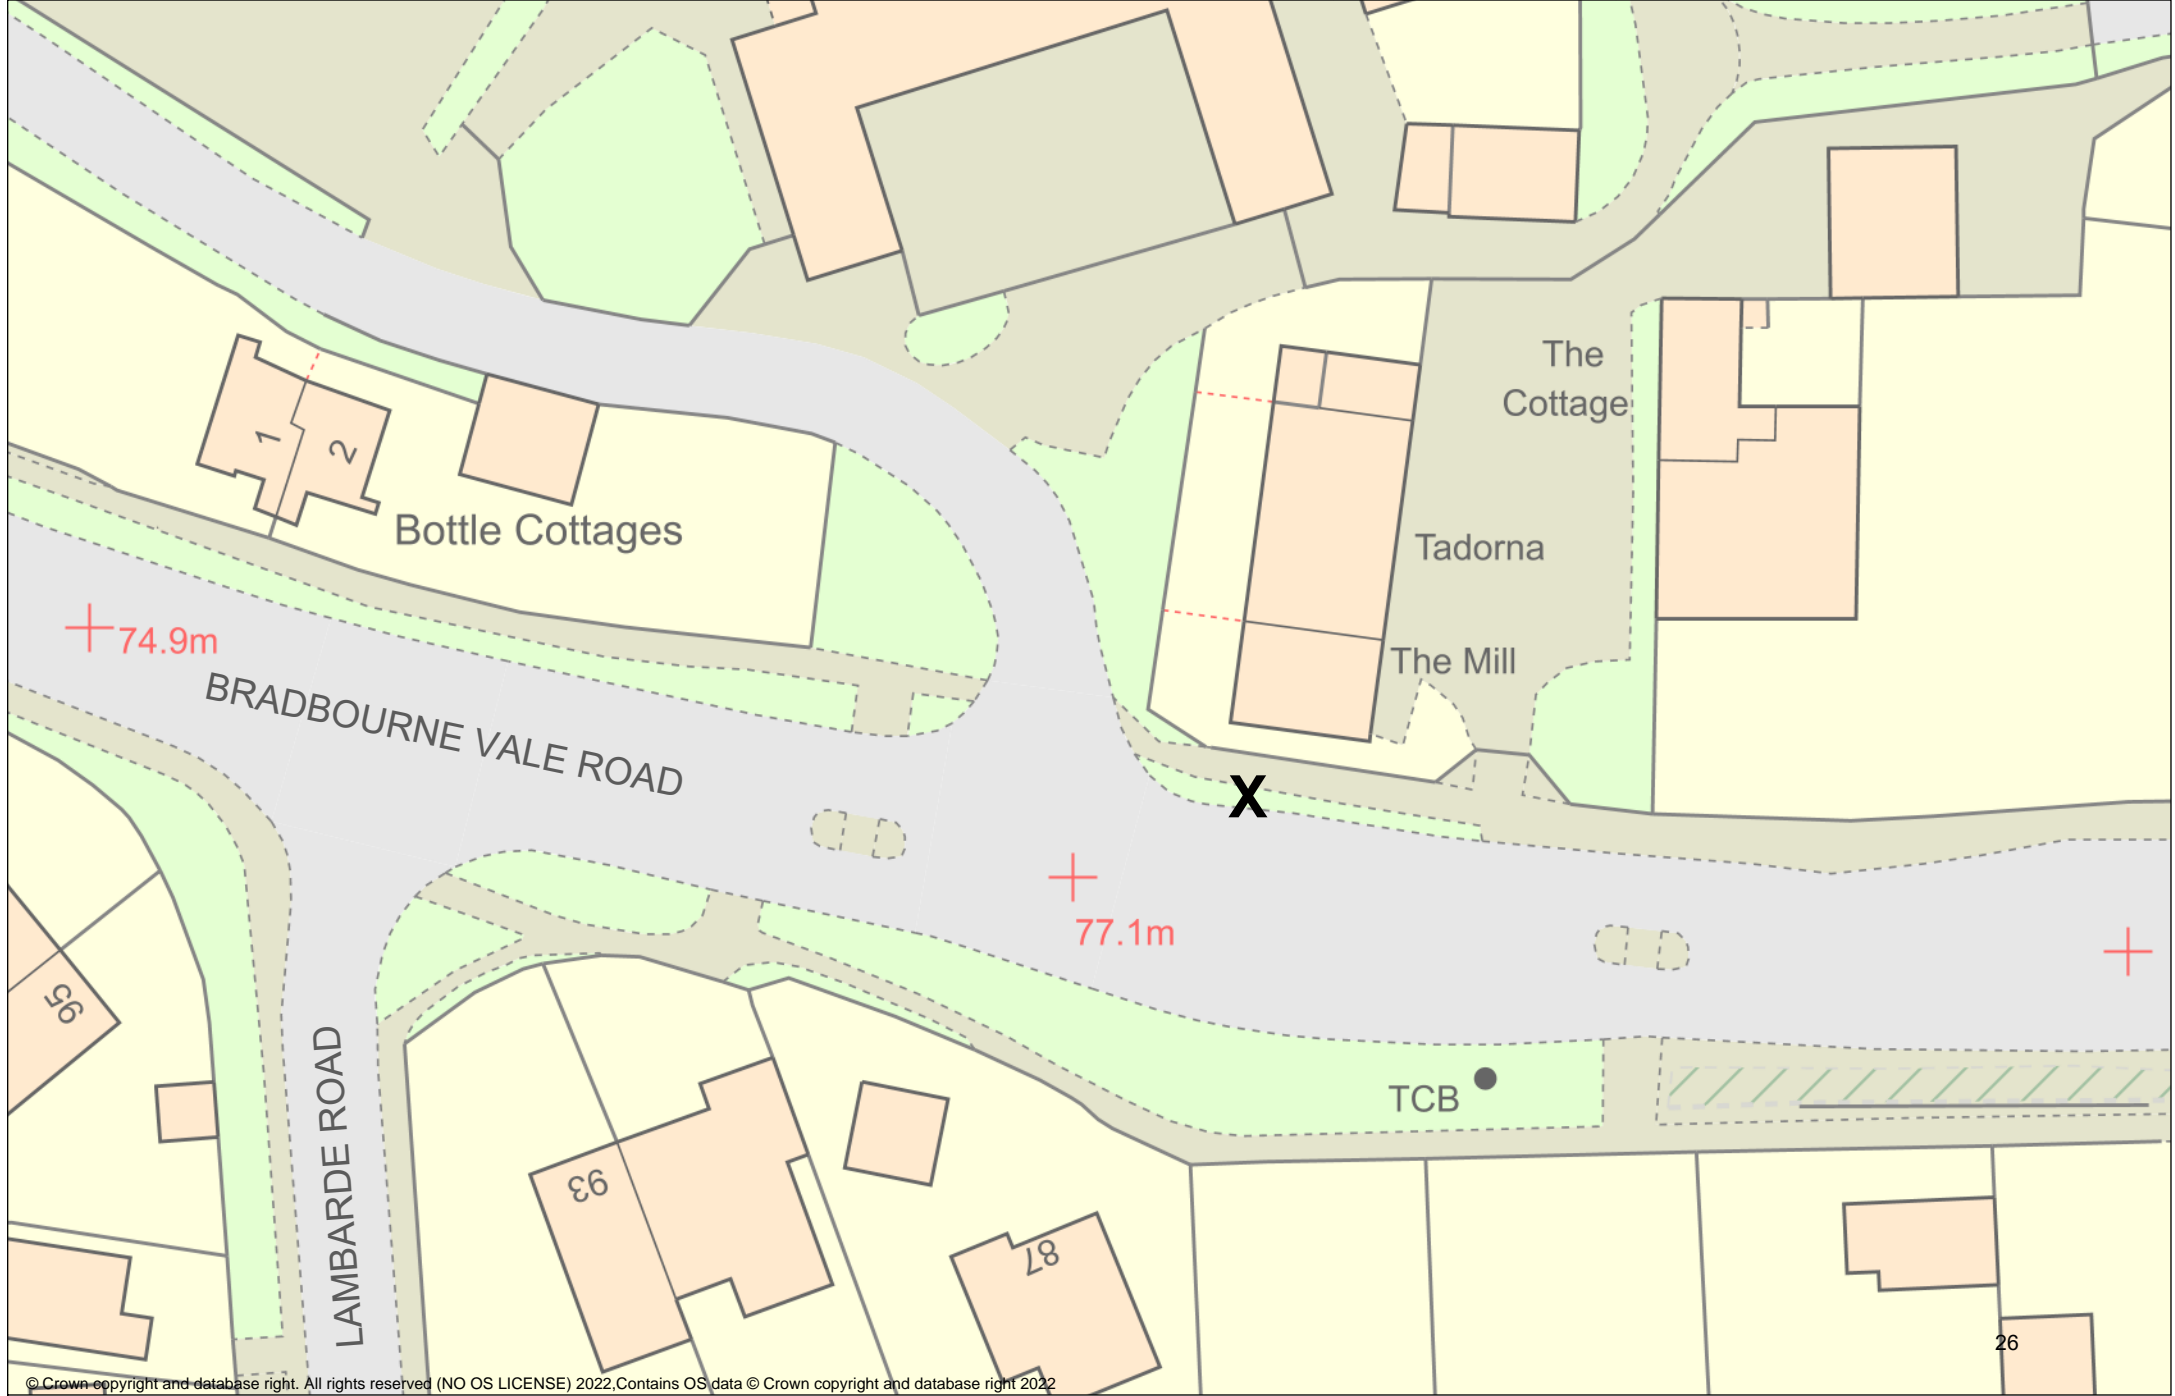 The
Cottage
1
2
Bottle Cottages
Tadorna
74.9m
The Mill
BRADBOURNE VALE ROAD
X
77.1m
95
TCB
LAMBARDE ROAD
93
87
26
© Crown copyright and database right. All rights reserved (NO OS LICENSE) 2022,Contains OS data © Crown copyright and database right 2022